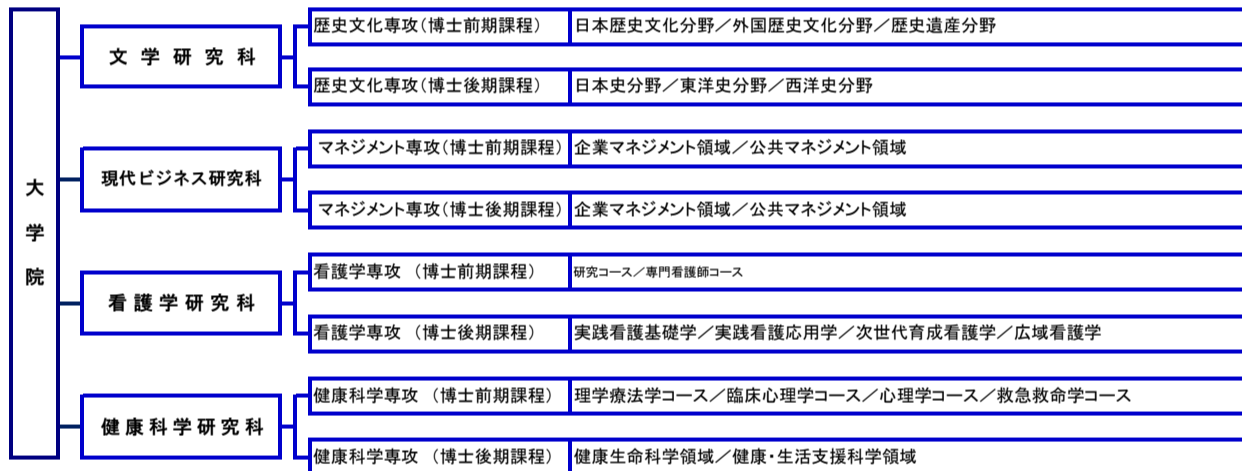 大学院
文学研究科
歴史文化専攻(博士前期課程) 日本歴史文化分野／外国歴史文化分野／歴史遺産分野
歴史文化専攻(博士後期課程) 日本史分野／東洋史分野／西洋史分野
現代ビジネス研究科
マネジメント専攻(博士前期課程) 企業マネジメント領域／公共マネジメント領域
マネジメント専攻(博士後期課程) 企業マネジメント領域／公共マネジメント領域
看護学研究科
看護学専攻 (博士前期課程) 研究コース／専門看護師コース
看護学専攻 (博士後期課程) 実践看護基礎学／実践看護応用学／次世代育成看護学／広域看護学
健康科学研究科
健康科学専攻 (博士前期課程) 理学療法学コース／臨床心理学コース／心理学コース／救急救命学コース
健康科学専攻 (博士後期課程) 健康生命科学領域／健康・生活支援科学領域